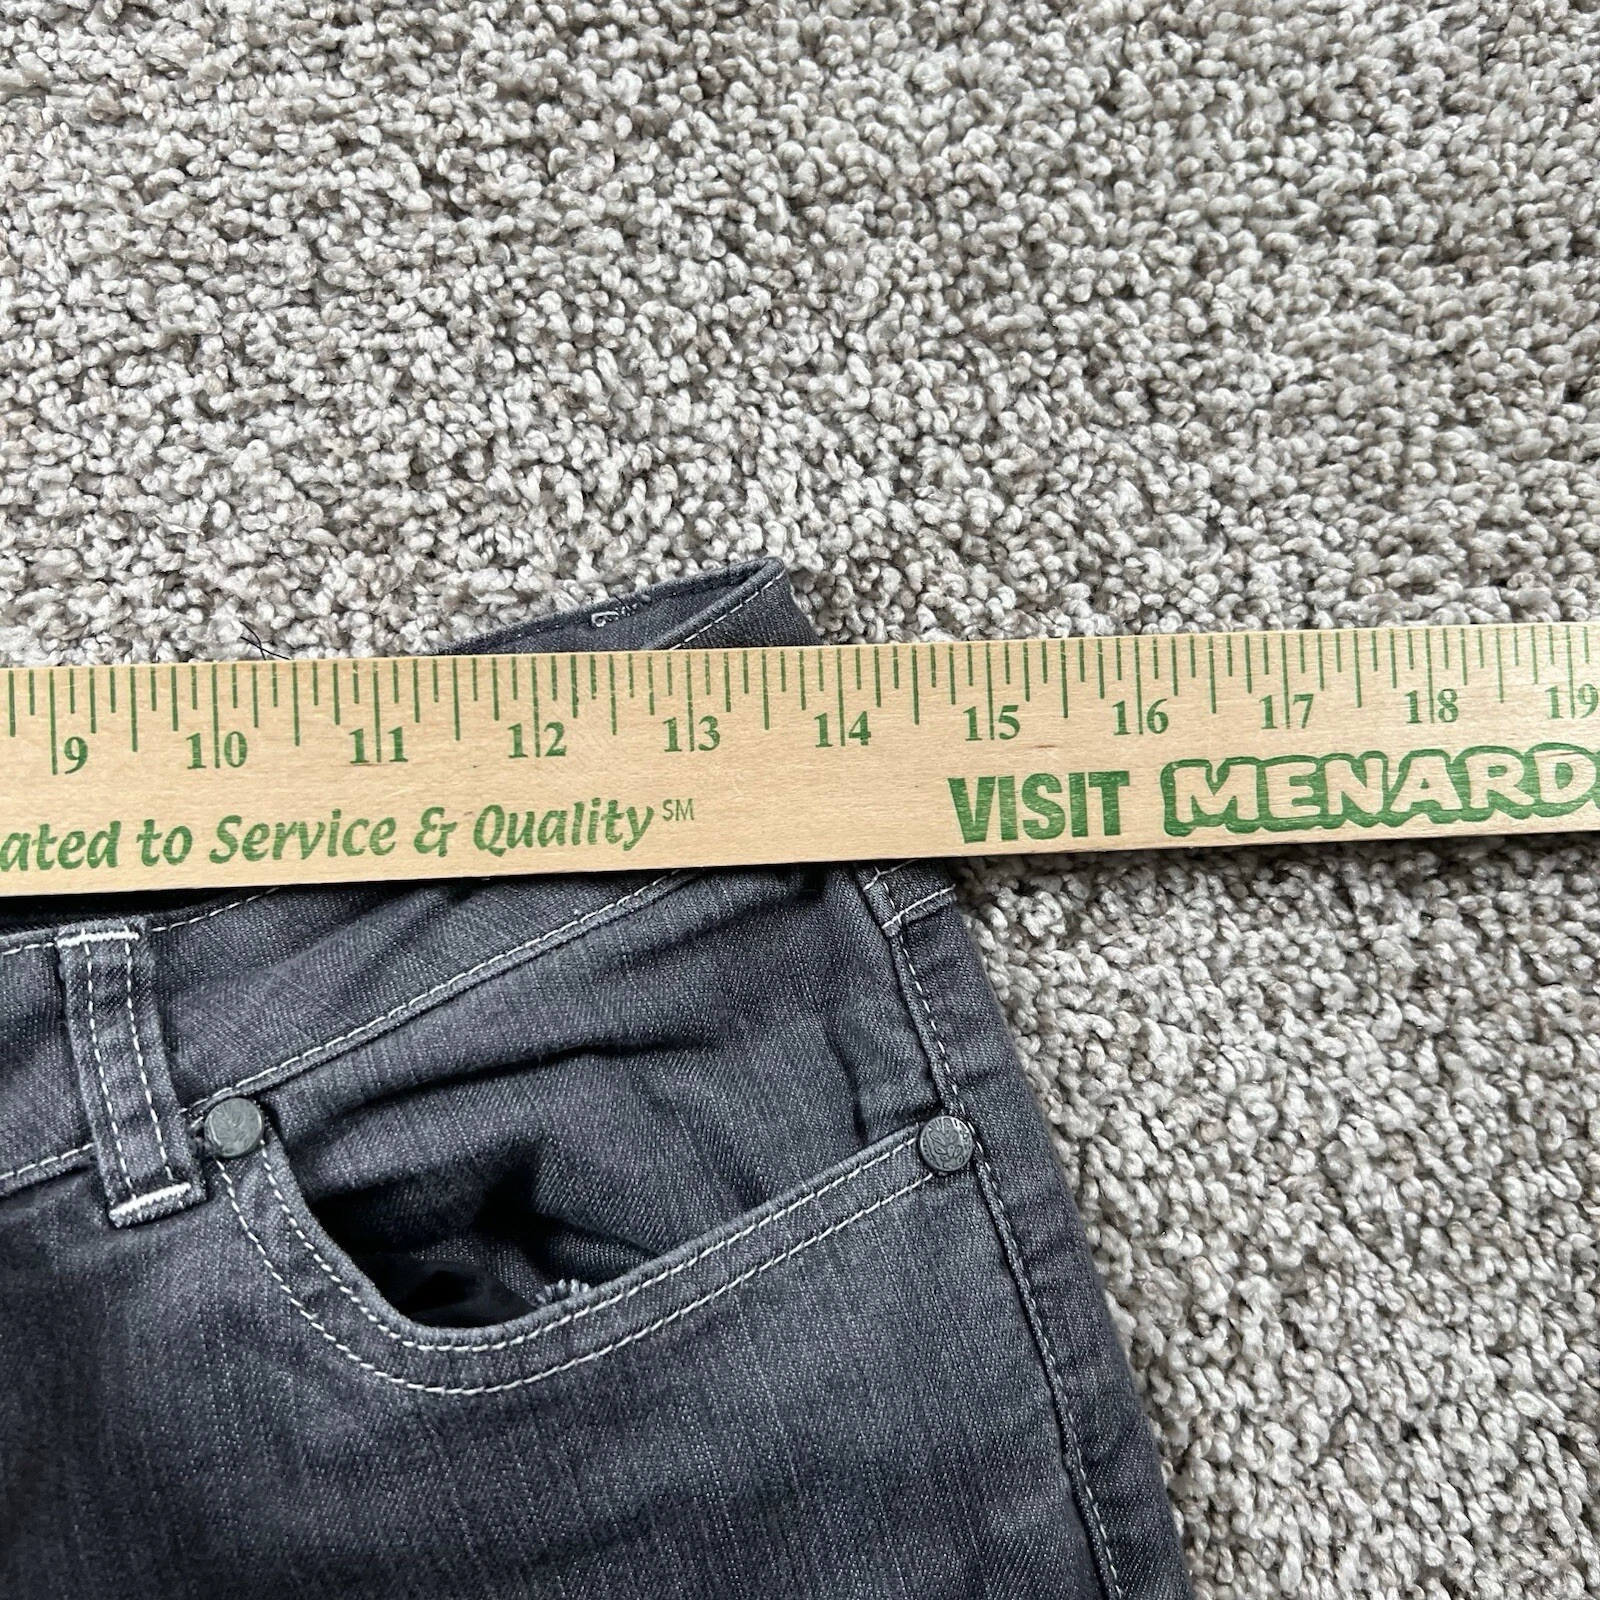 9 10 11 12 13 14 15 16 17 18 19
ated to Service & Quality SM
VISIT MENARD